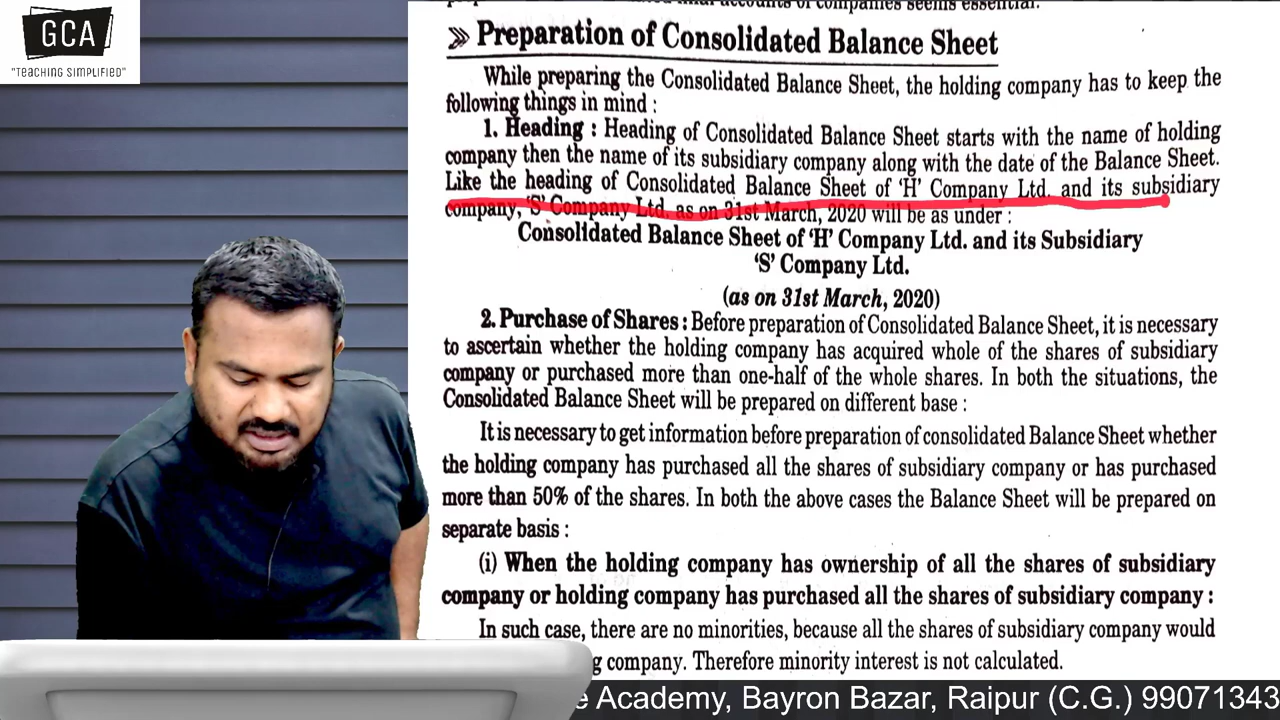 GCA
"TEACHING SIMPLIFIED"
accounts of companies seems essential.
» Preparation of Consolidated Balance Sheet
While preparing the Consolidated Balance Sheet, the holding company has to keep the
following things in mind :
1. Heading : Heading of Consolidated Balance Sheet starts with the name of holding
company then the name of its subsidiary company along with the date of the Balance Sheet.
Like the heading of Consolidated Balance Sheet of 'H' Company Ltd. and its subsidiary
company, 'S' Company Ltd. as on 31st March, 2020 will be as under :
Consolidated Balance Sheet of 'H' Company Ltd. and its Subsidiary
'S' Company Ltd.
(as on 31st March, 2020)
2. Purchase of Shares : Before preparation of Consolidated Balance Sheet, it is necessary
to ascertain whether the holding company has acquired whole of the shares of subsidiary
company or purchased more than one-half of the whole shares. In both the situations, the
Consolidated Balance Sheet will be prepared on different base :
It is necessary to get information before preparation of consolidated Balance Sheet whether
the holding company has purchased all the shares of subsidiary company or has purchased
more than 50% of the shares. In both the above cases the Balance Sheet will be prepared on
separate basis :
(i) When the holding company has ownership of all the shares of subsidiary
company or holding company has purchased all the shares of subsidiary company :
In such case, there are no minorities, because all the shares of subsidiary company would
g company. Therefore minority interest is not calculated.
e Academy, Bayron Bazar, Raipur (C.G.) 99071343